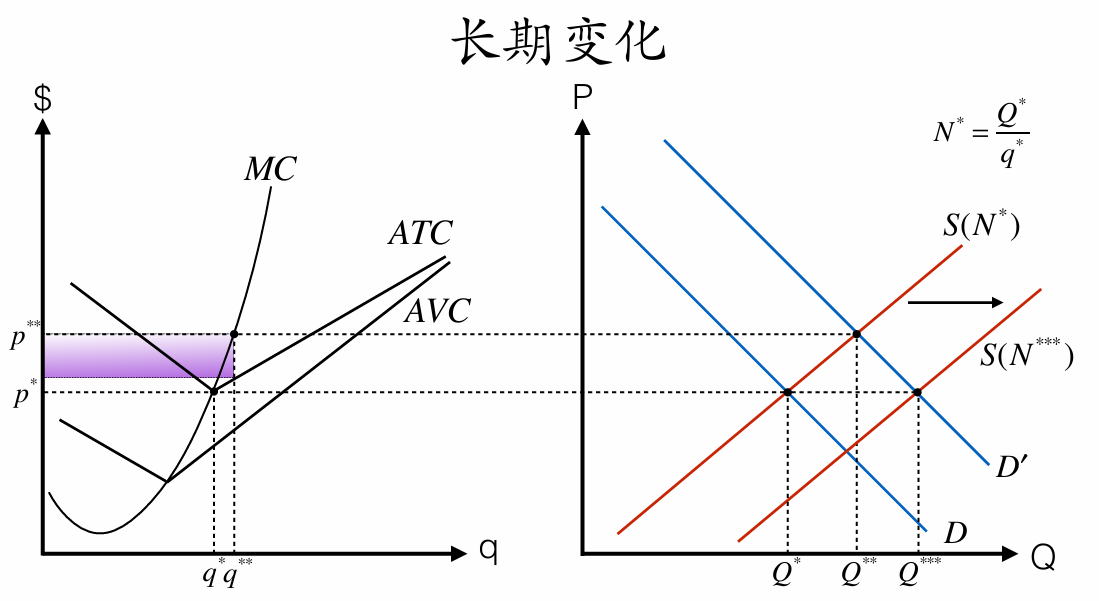 长期变化
$
P
N* = Q*/q*
MC
ATC
S(N*)
AVC
p**
S(N***)
p*
D′
D
q
Q
q* q**
Q* Q** Q***